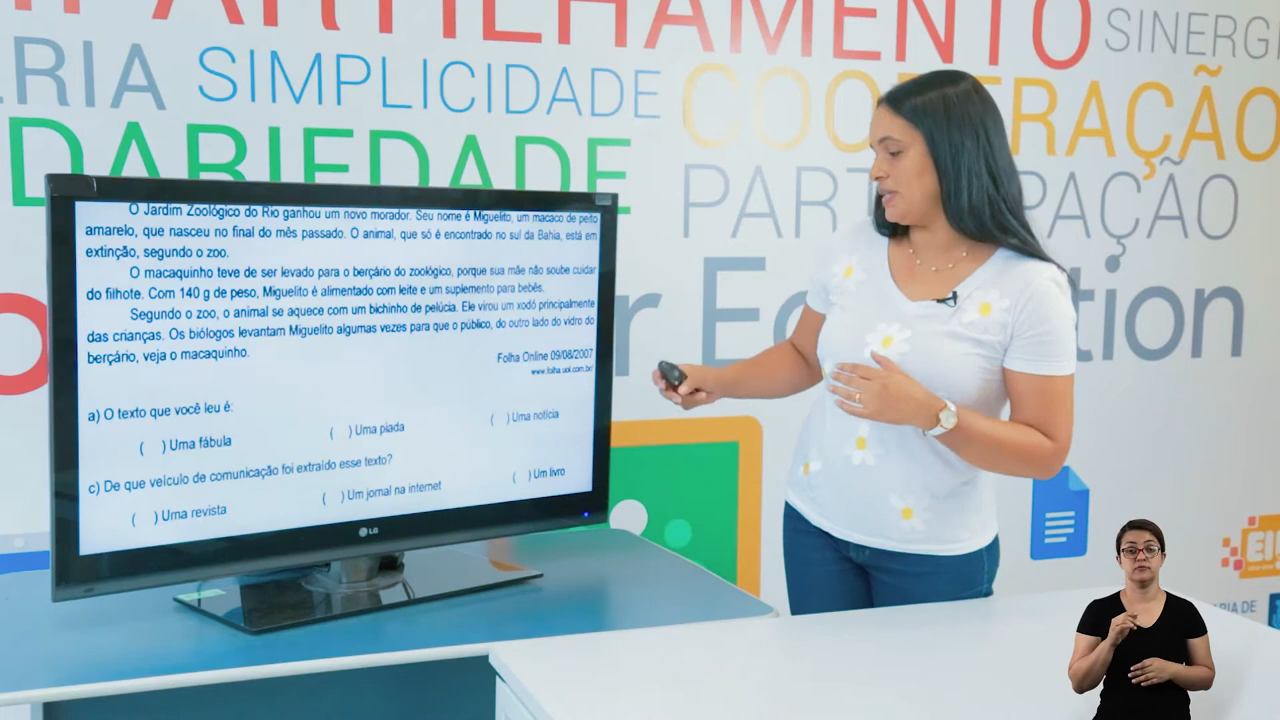 PARTILHAMENTO
SINERGI
ARIA
SIMPLICIDADE
COOPERAÇÃO
DARIEDADE
PARTICIPAÇÃO
r Education
O Jardim Zoológico do Rio ganhou um novo morador. Seu nome é Miguelito, um macaco de peito
amarelo, que nasceu no final do mês passado. O animal, que só é encontrado no sul da Bahia, está em
extinção, segundo o zoo.
O macaquinho teve de ser levado para o berçário do zoológico, porque sua mãe não soube cuidar
do filhote. Com 140 g de peso, Miguelito é alimentado com leite e um suplemento para bebês.
Segundo o zoo, o animal se aquece com um bichinho de pelúcia. Ele virou um xodó principalmente
das crianças. Os biólogos levantam Miguelito algumas vezes para que o público, do outro lado do vidro do
berçário, veja o macaquinho.
Folha Online 09/08/2007
www.folha.uol.com.br/
a) O texto que você leu é:
( ) Uma fábula ( ) Uma piada ( ) Uma notícia
c) De que veículo de comunicação foi extraído esse texto?
( ) Uma revista ( ) Um jornal na internet ( ) Um livro
LG